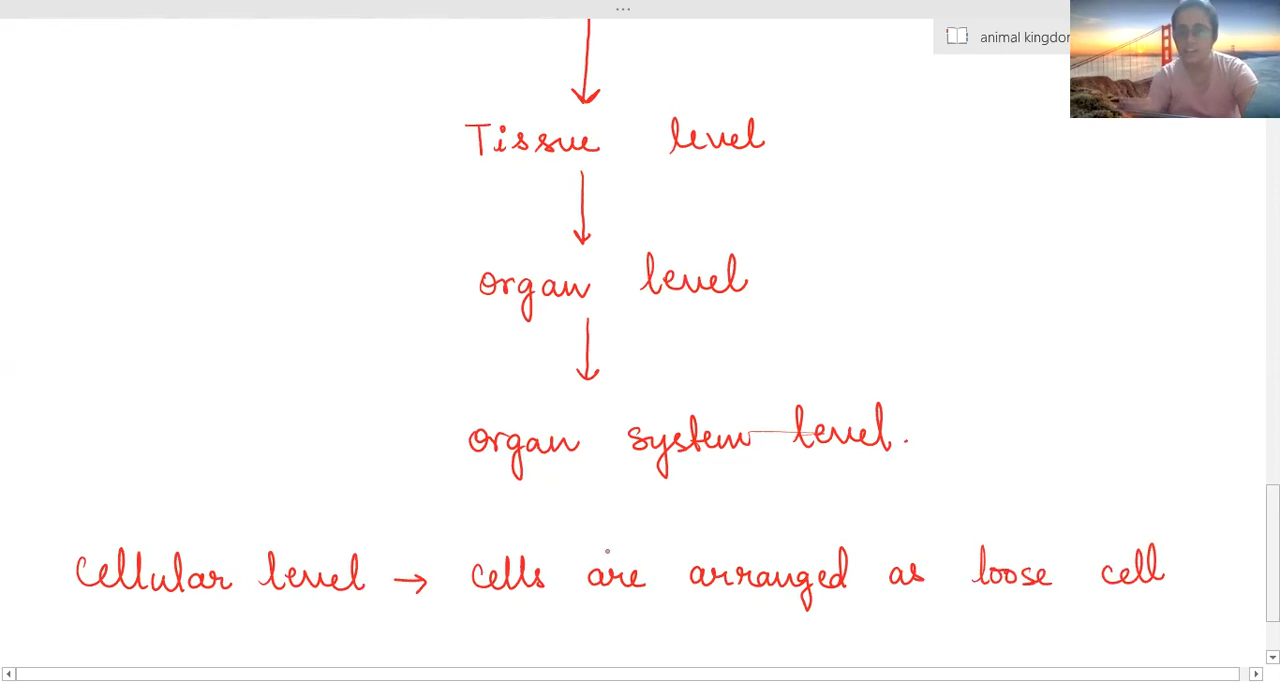 animal kingdo
Tissue level
organ level
organ system level.
cellular level → cells are arranged as loose cell